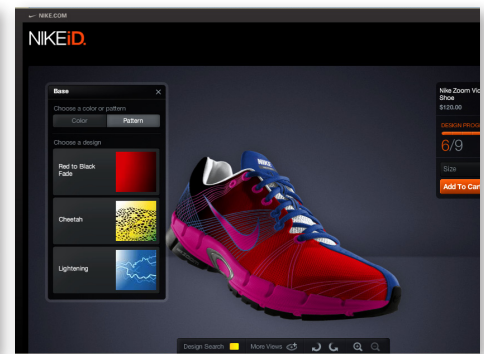 NIKE.COM
NIKEiD.
Base
Choose a color or pattern
Color Pattern
Choose a design
Red to Black
Fade
Cheetah
Lightening
NIKE
Nike Zoom Vic
Shoe
$120.00
DESIGN PROG
6/9
Size
Add To Car
Design Search More Views